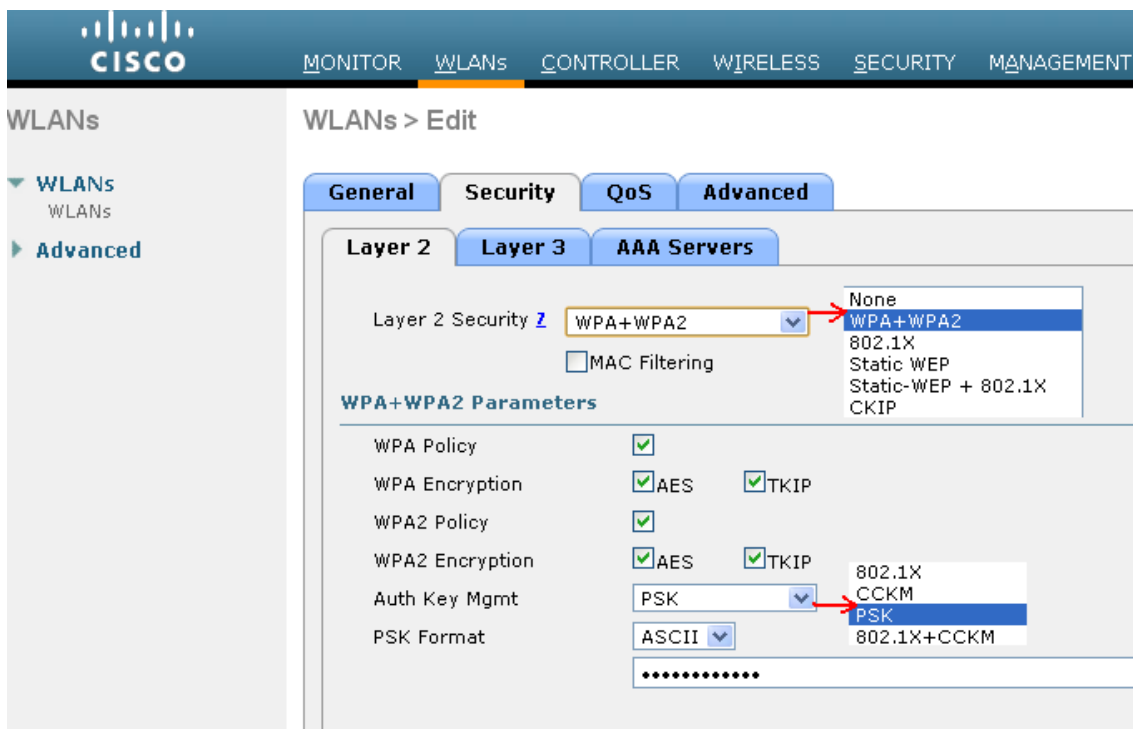 CISCO
MONITOR WLANs CONTROLLER WIRELESS SECURITY MANAGEMENT
WLANs
WLANs > Edit
WLANs
WLANs
Advanced
General Security QoS Advanced
Layer 2 Layer 3 AAA Servers
Layer 2 Security ? WPA+WPA2
None
WPA+WPA2
802.1X
Static WEP
Static-WEP + 802.1X
CKIP
MAC Filtering
WPA+WPA2 Parameters
WPA Policy
WPA Encryption AES TKIP
WPA2 Policy
WPA2 Encryption AES TKIP
Auth Key Mgmt PSK
802.1X
CCKM
PSK
802.1X+CCKM
PSK Format ASCII
••••••••••••